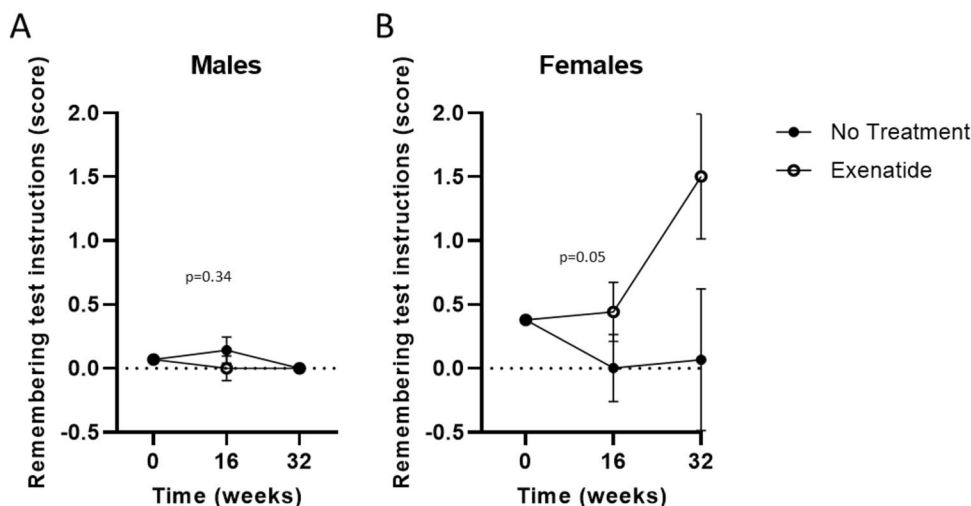 A
Males
Remembering test instructions (score)
2.0
1.5
1.0
0.5
0.0
-0.5
p=0.34
0 16 32
Time (weeks)
B
Females
Remembering test instructions (score)
2.0
1.5
1.0
0.5
0.0
-0.5
p=0.05
0 16 32
Time (weeks)
No Treatment
Exenatide